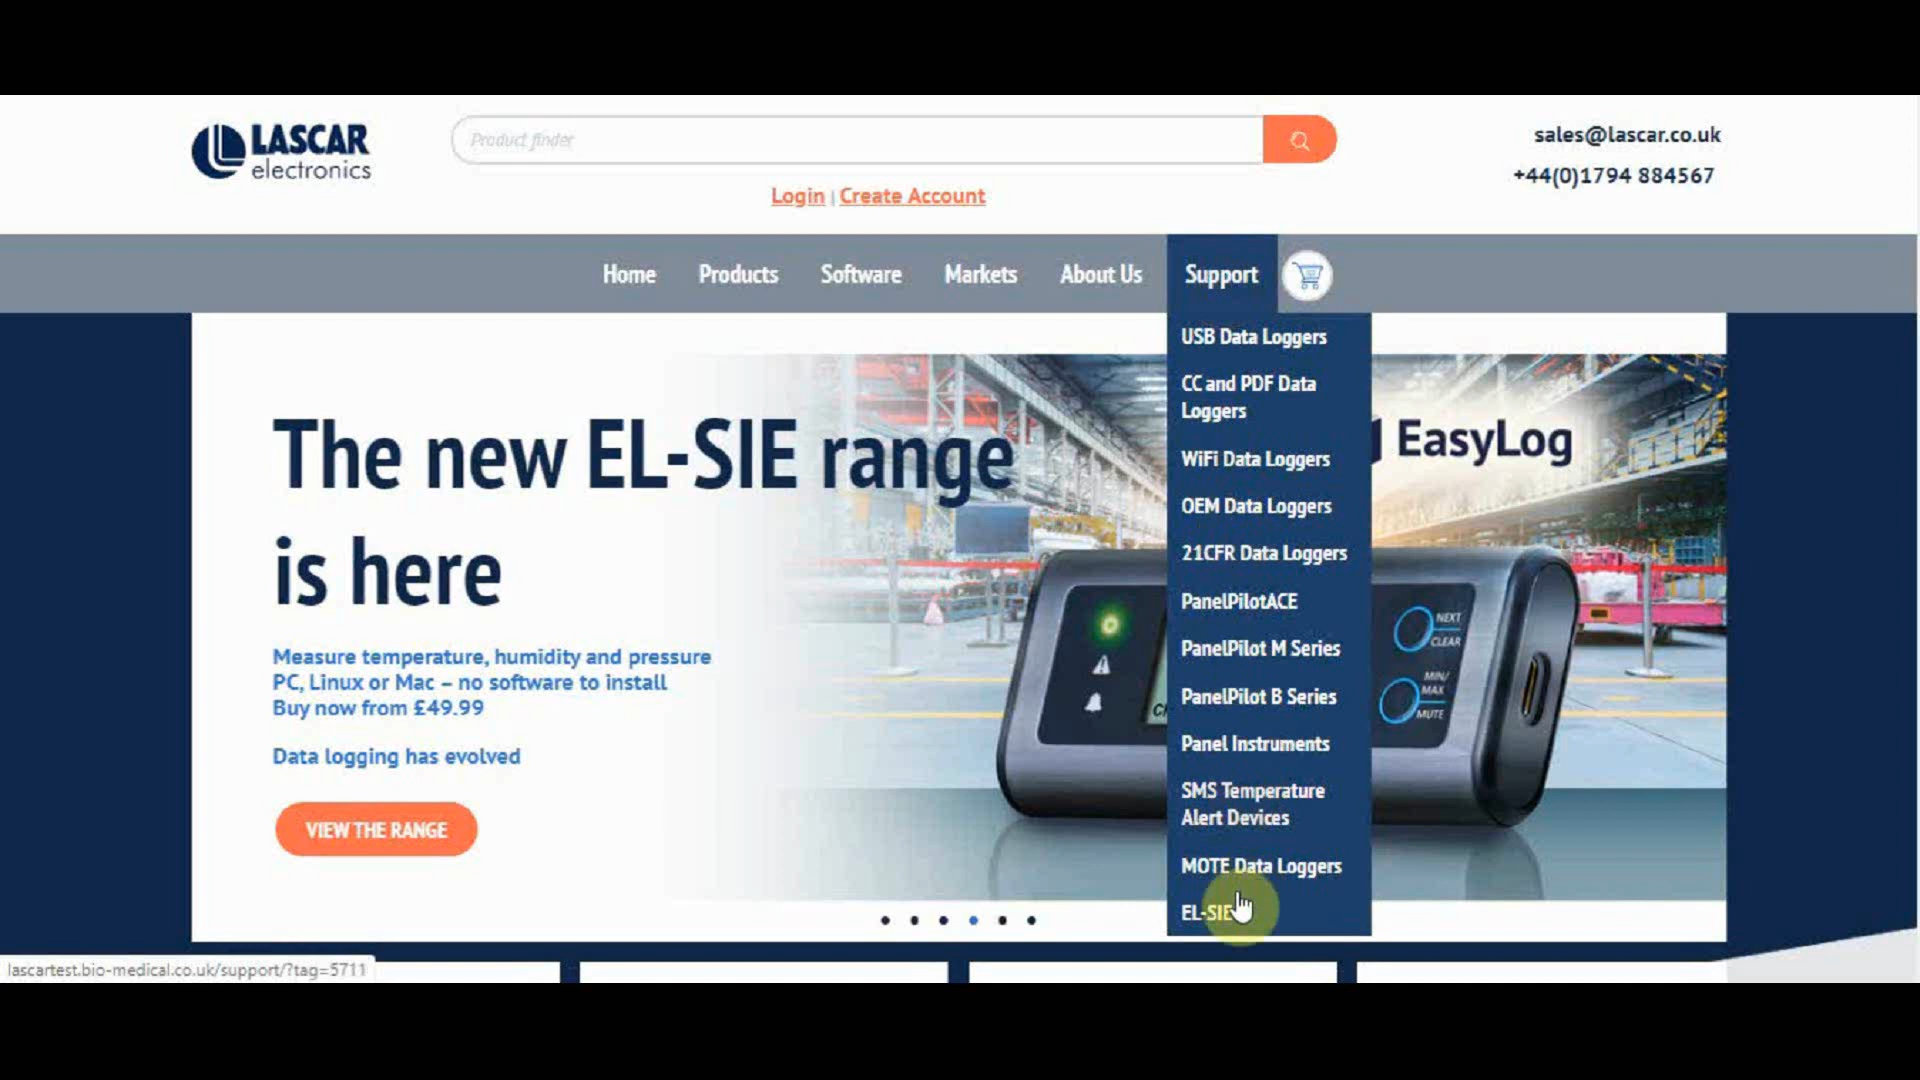 LASCAR
electronics
Product finder
Login | Create Account
sales@lascar.co.uk
+44(0)1794 884567
Home Products Software Markets About Us Support
USB Data Loggers
CC and PDF Data
Loggers
WiFi Data Loggers
OEM Data Loggers
21CFR Data Loggers
PanelPilotACE
PanelPilot M Series
PanelPilot B Series
Panel Instruments
SMS Temperature
Alert Devices
MOTE Data Loggers
EL-SIE
The new EL-SIE range
is here
Measure temperature, humidity and pressure
PC, Linux or Mac – no software to install
Buy now from £49.99
Data logging has evolved
VIEW THE RANGE
EasyLog
NEXT
CLEAR
MIN/
MAX
MUTE
lascartest.bio-medical.co.uk/support/?tag=5711